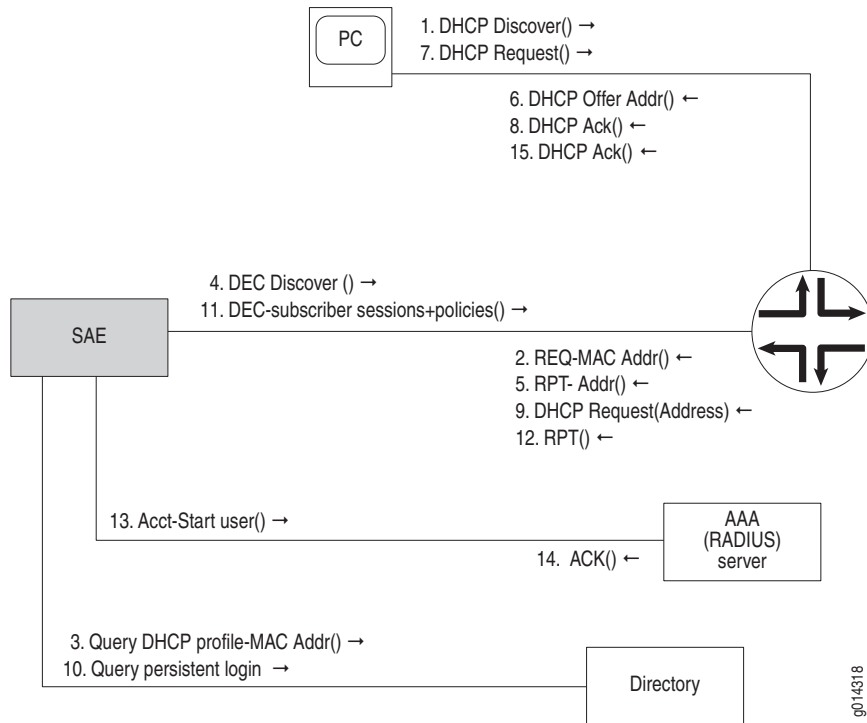 PC
1. DHCP Discover() →
7. DHCP Request() →
6. DHCP Offer Addr() ←
8. DHCP Ack() ←
15. DHCP Ack() ←
4. DEC Discover () →
11. DEC-subscriber sessions+policies() →
SAE
2. REQ-MAC Addr() ←
5. RPT- Addr() ←
9. DHCP Request(Address) ←
12. RPT() ←
13. Acct-Start user() →
AAA
(RADIUS)
server
14. ACK() ←
3. Query DHCP profile-MAC Addr() →
10. Query persistent login →
Directory
g014318